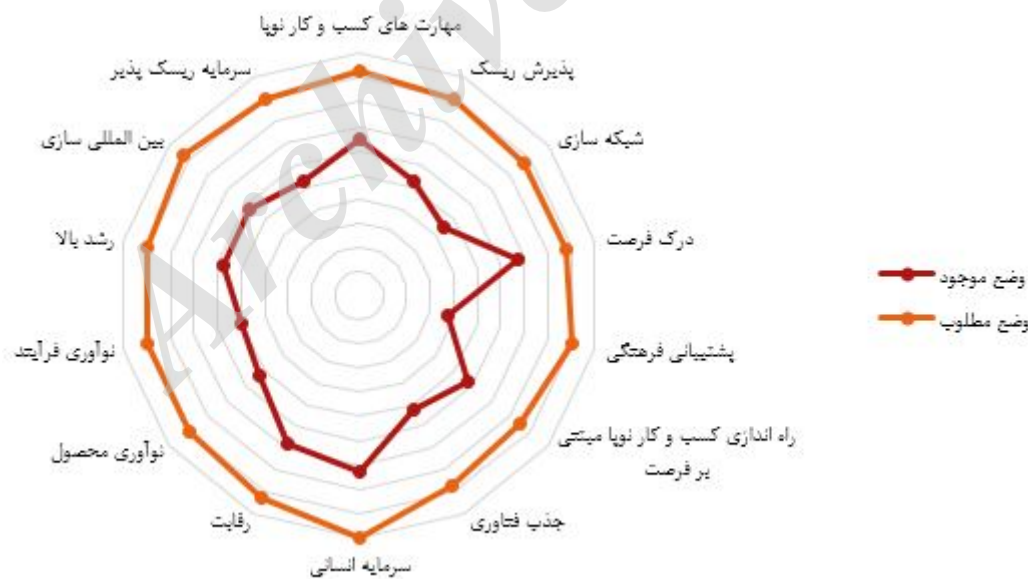 مهارت های کسب و کار نوپا
پذیرش ریسک
شبکه سازی
درک فرصت
پشتیبانی فرهنگی
راه اندازی کسب و کار نوپا مبتنی
بر فرصت
جذب فناوری
سرمایه انسانی
رقابت
نوآوری محصول
نوآوری فرآیند
رشد بالا
بین المللی سازی
سرمایه ریسک پذیر
وضع موجود
وضع مطلوب
Archiv